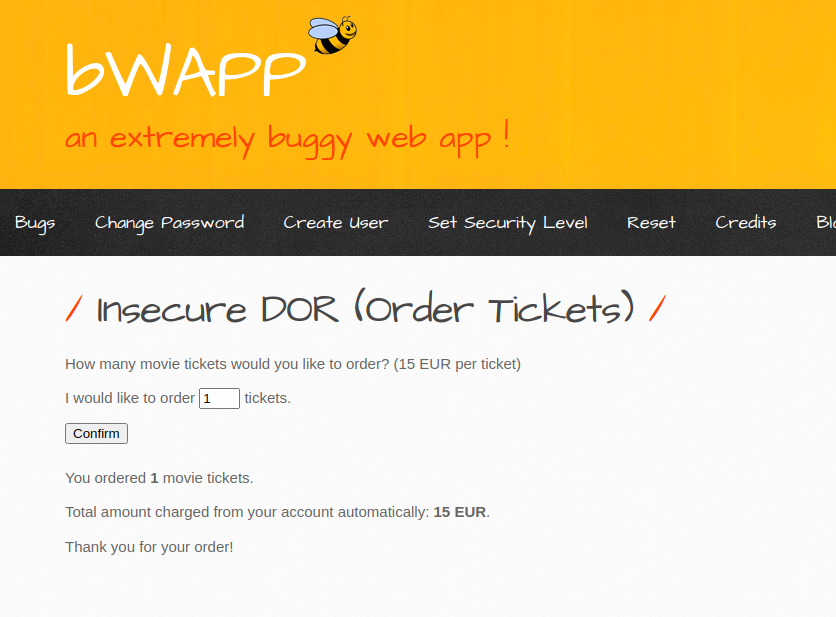 bWAPP
an extremely buggy web app !
Bugs Change Password Create User Set Security Level Reset Credits
/ Insecure DOR (Order Tickets) /
How many movie tickets would you like to order? (15 EUR per ticket)
I would like to order 1 tickets.
Confirm
You ordered 1 movie tickets.
Total amount charged from your account automatically: 15 EUR.
Thank you for your order!